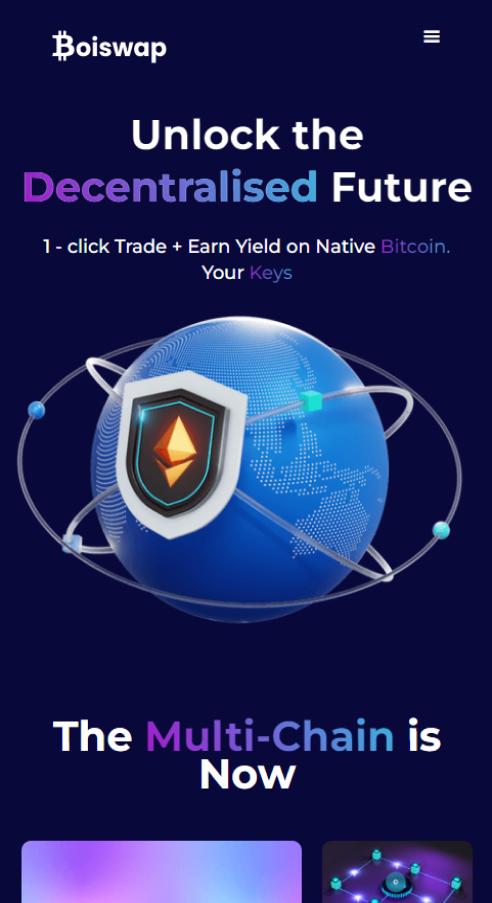 ₿oiswap
Unlock the
Decentralised Future
1 - click Trade + Earn Yield on Native Bitcoin.
Your Keys
The Multi-Chain is
Now